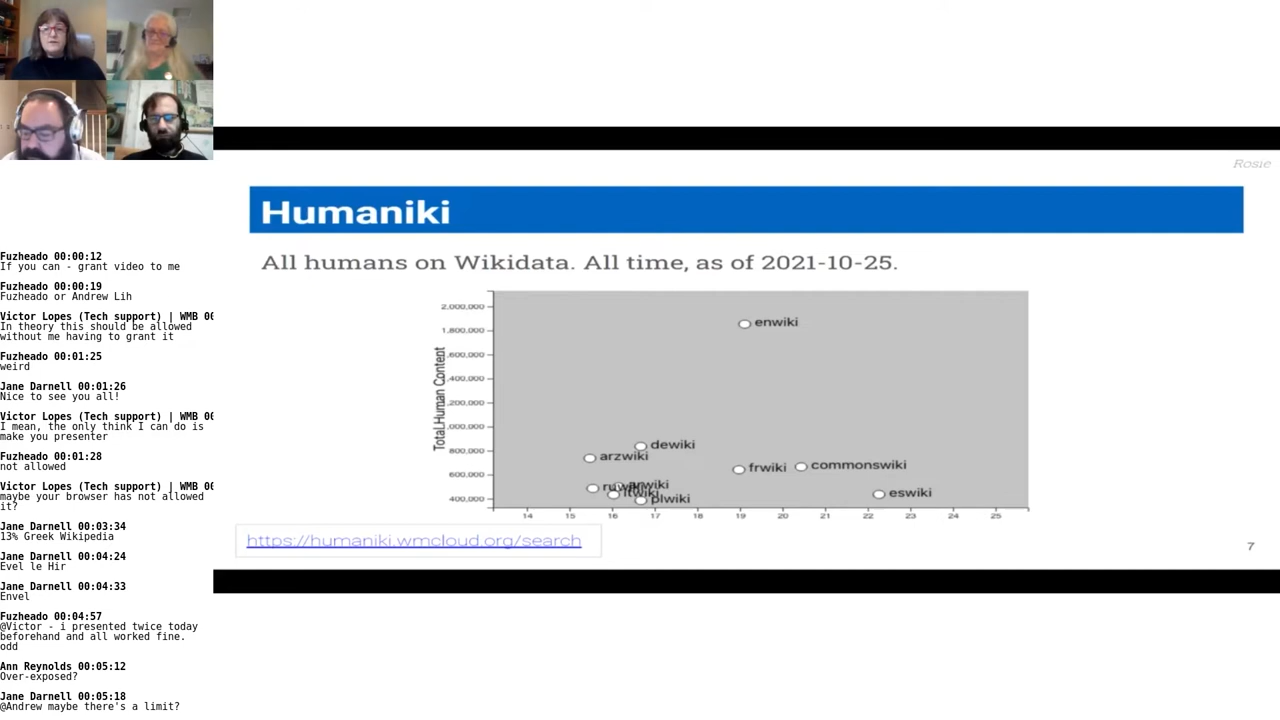 Fuzheado 00:00:12
If you can - grant video to me
Fuzheado 00:00:19
Fuzheado or Andrew Lih
Victor Lopes (Tech support) | WMB 00
In theory this should be allowed
without me having to grant it
Fuzheado 00:01:25
weird
Jane Darnell 00:01:26
Nice to see you all!
Victor Lopes (Tech support) | WMB 00
I mean, the only think I can do is
make you presenter
Fuzheado 00:01:28
not allowed
Victor Lopes (Tech support) | WMB 00
maybe your browser has not allowed
it?
Jane Darnell 00:03:34
13% Greek Wikipedia
Jane Darnell 00:04:24
Evel le Hir
Jane Darnell 00:04:33
Envel
Fuzheado 00:04:57
@Victor - i presented twice today
beforehand and all worked fine.
odd
Ann Reynolds 00:05:12
Over-exposed?
Jane Darnell 00:05:18
@Andrew maybe there's a limit?
Rosie
Humaniki
All humans on Wikidata. All time, as of 2021-10-25.
Total Human Content
2,000,000
1,800,000
,600,000
,400,000
,200,000
,000,000
800,000
600,000
400,000
enwiki
dewiki
arzwiki
frwiki
commonswiki
eswiki
itwiki
plwiki
14 15 16 17 18 19 20 21 22 23 24 25
https://humaniki.wmcloud.org/search
7